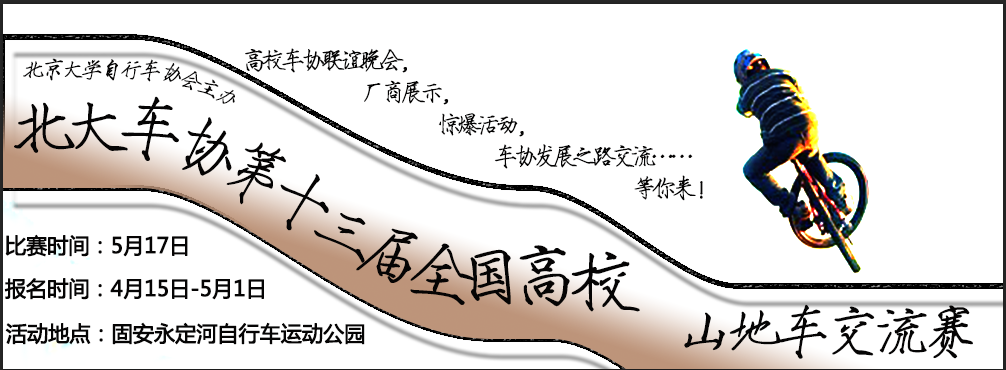 北京大学自行车协会主办
北大车协第十三届全国高校
山地车交流赛
高校车协联谊晚会，
厂商展示，
惊爆活动，
车协发展之路交流……
等你来！
比赛时间：5月17日
报名时间：4月15日-5月1日
活动地点：固安永定河自行车运动公园